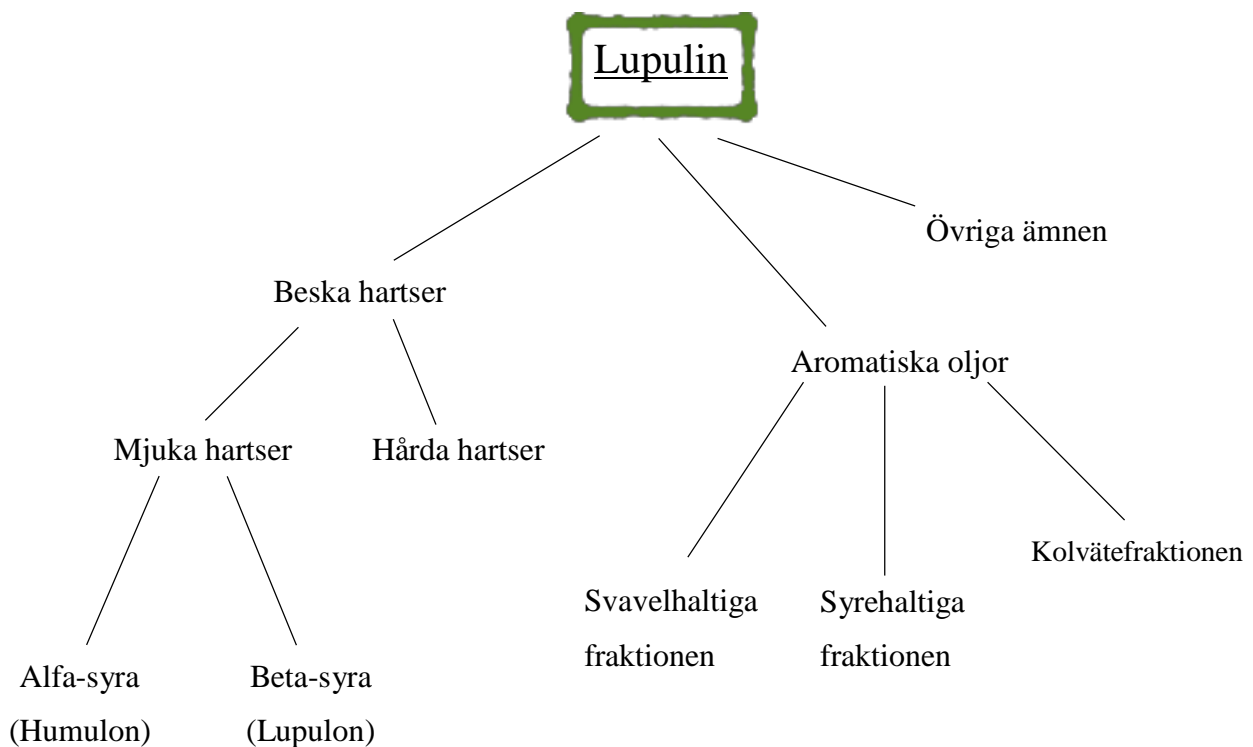 Lupulin
Övriga ämnen
Beska hartser
Aromatiska oljor
Mjuka hartser
Hårda hartser
Kolvätefraktionen
Svavelhaltiga
fraktionen
Syrehaltiga
fraktionen
Alfa-syra
(Humulon)
Beta-syra
(Lupulon)